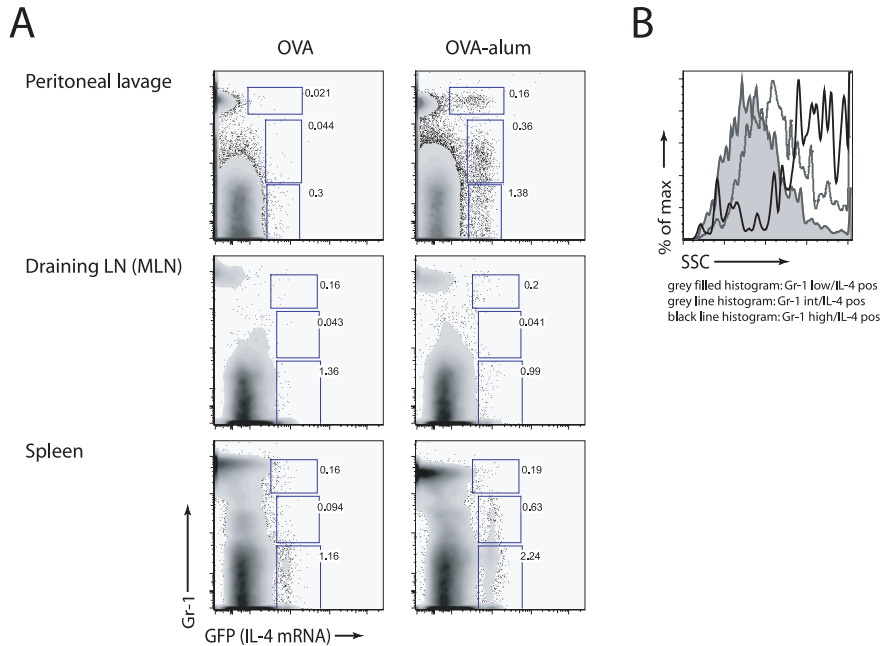 A
B
OVA
OVA-alum
Peritoneal lavage
0.021
0.044
0.3
0.16
0.36
1.38
% of max
SSC
grey filled histogram: Gr-1 low/IL-4 pos
grey line histogram: Gr-1 int/IL-4 pos
black line histogram: Gr-1 high/IL-4 pos
Draining LN (MLN)
0.16
0.043
1.36
0.2
0.041
0.99
Spleen
0.16
0.094
1.16
0.19
0.63
2.24
Gr-1
GFP (IL-4 mRNA)